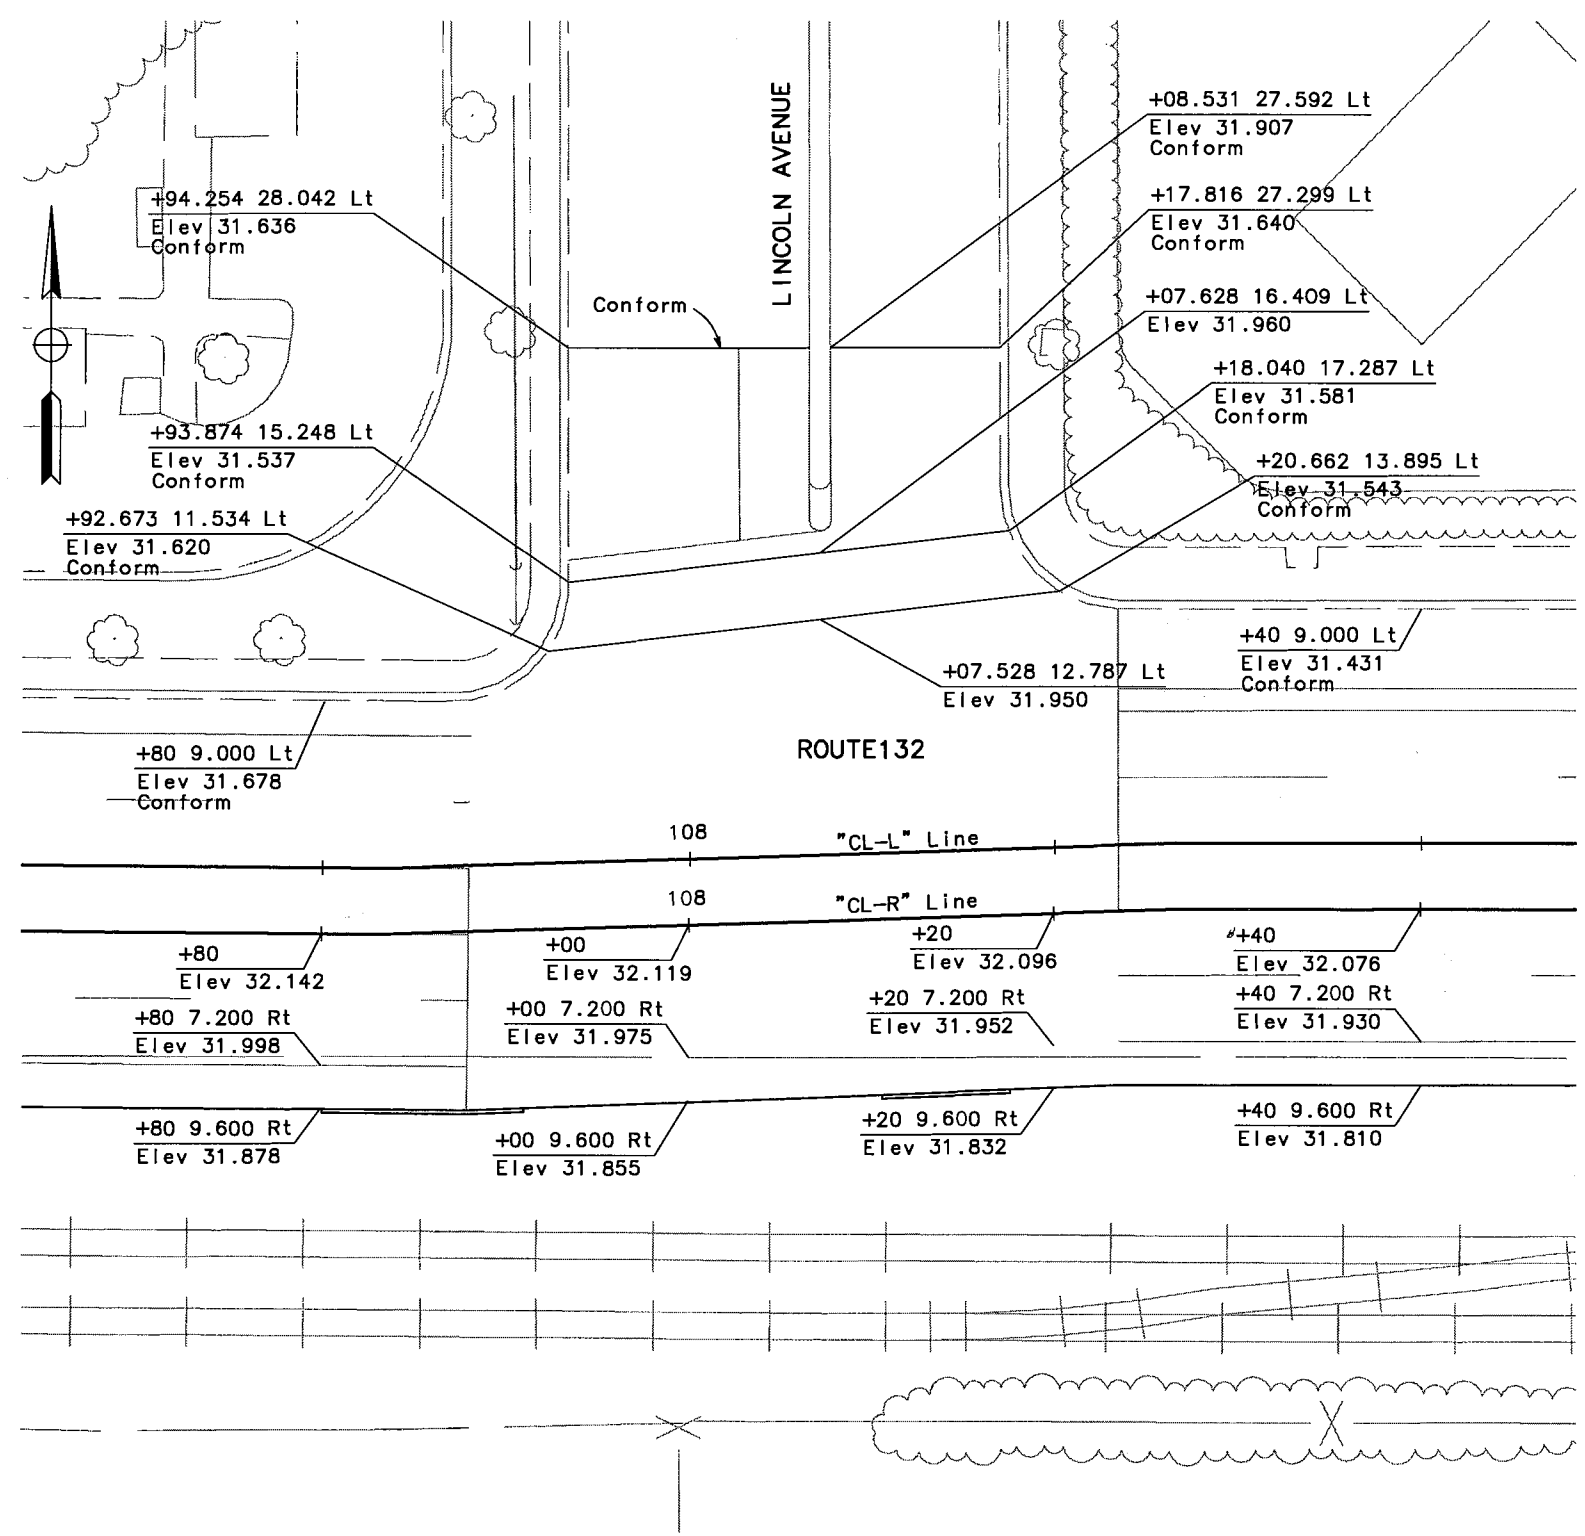 LINCOLN AVENUE
+08.531 27.592 Lt
Elev 31.907
Conform
+94.254 28.042 Lt
Elev 31.636
Conform
+17.816 27.299 Lt
Elev 31.640
Conform
Conform
+07.628 16.409 Lt
Elev 31.960
+18.040 17.287 Lt
Elev 31.581
Conform
+93.874 15.248 Lt
Elev 31.537
Conform
+20.662 13.895 Lt
Elev 31.543
Conform
+92.673 11.534 Lt
Elev 31.620
Conform
+40 9.000 Lt
Elev 31.431
Conform
+07.528 12.787 Lt
Elev 31.950
+80 9.000 Lt
Elev 31.678
Conform
ROUTE132
108
"CL-L" Line
108
"CL-R" Line
+80
Elev 32.142
+00
Elev 32.119
+20
Elev 32.096
+40
Elev 32.076
+80 7.200 Rt
Elev 31.998
+00 7.200 Rt
Elev 31.975
+20 7.200 Rt
Elev 31.952
+40 7.200 Rt
Elev 31.930
+80 9.600 Rt
Elev 31.878
+00 9.600 Rt
Elev 31.855
+20 9.600 Rt
Elev 31.832
+40 9.600 Rt
Elev 31.810